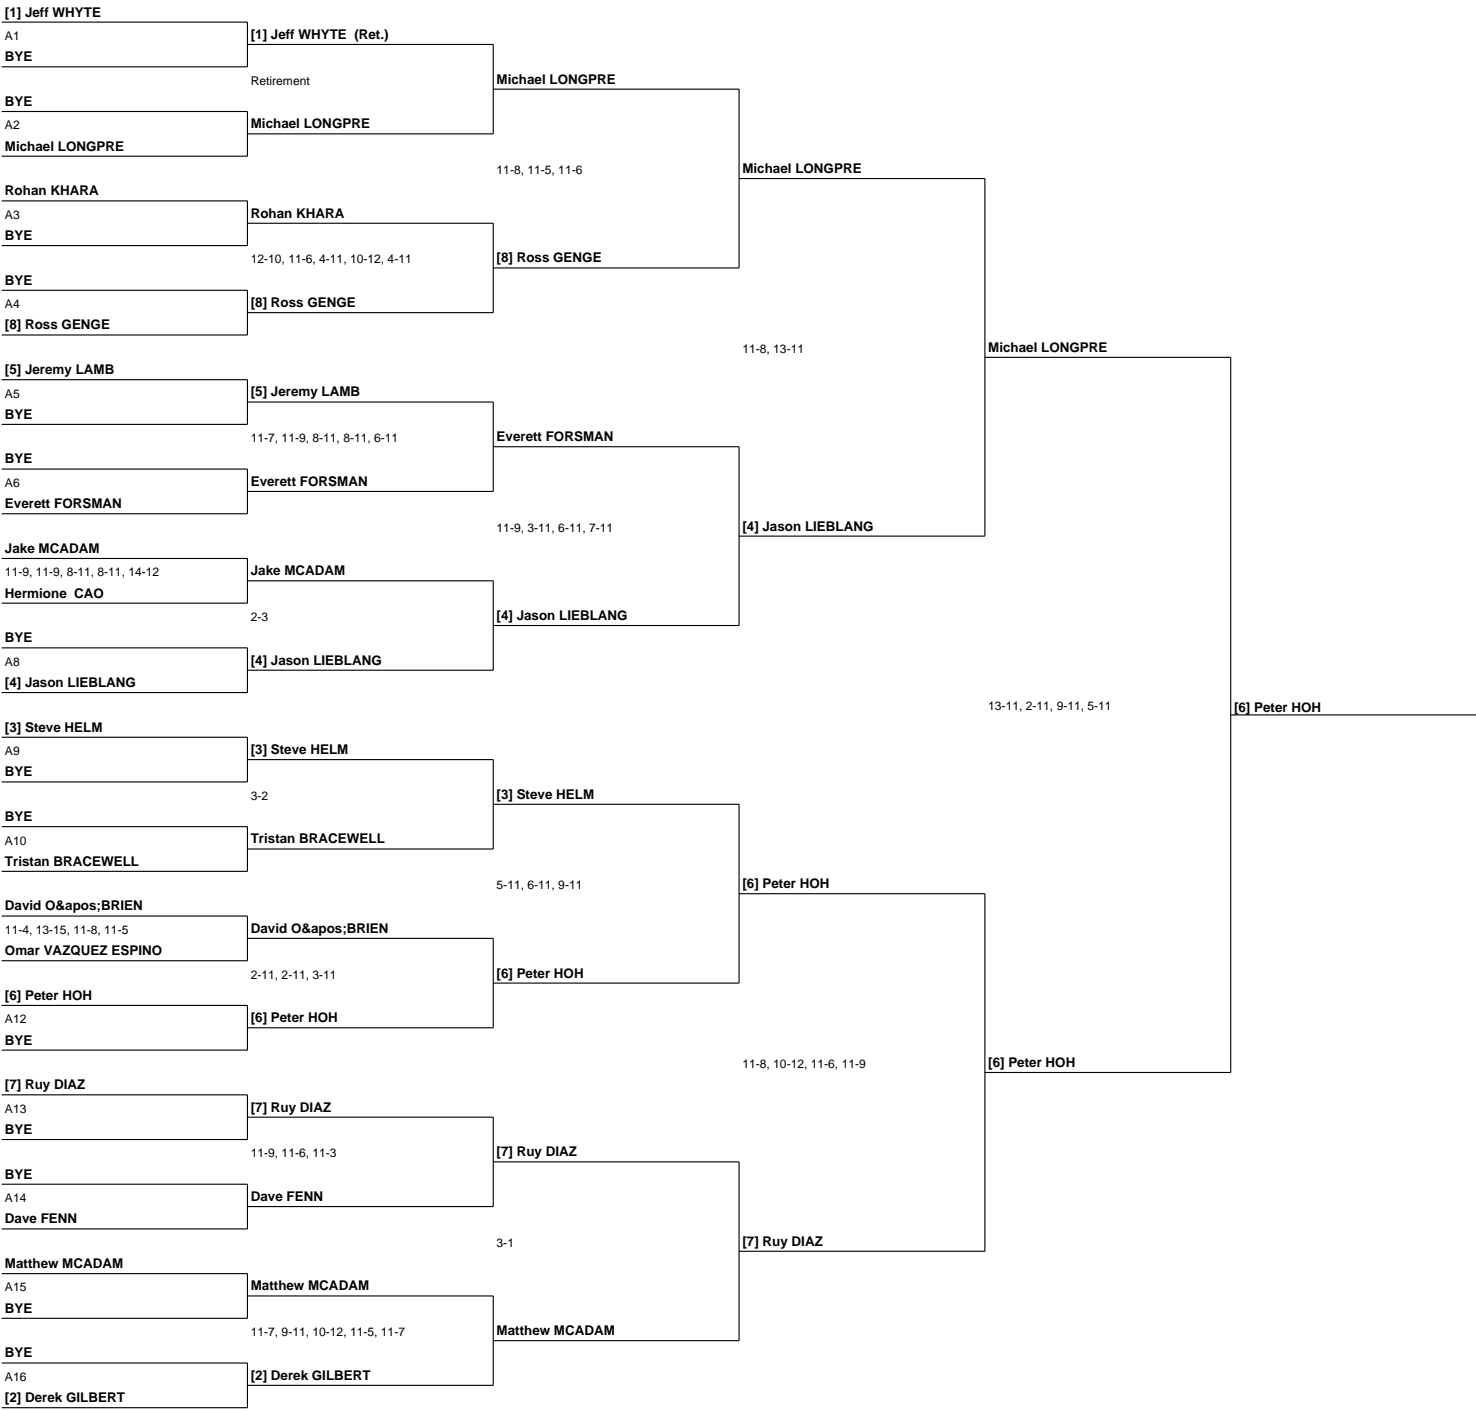 [1] Jeff WHYTE
A1
BYE
BYE
A2
Michael LONGPRE
Rohan KHARA
A3
BYE
BYE
A4
[8] Ross GENGE
[5] Jeremy LAMB
A5
BYE
BYE
A6
Everett FORSMAN
Jake MCADAM
11-9, 11-9, 8-11, 8-11, 14-12
Hermione  CAO
BYE
A8
[4] Jason LIEBLANG
[3] Steve HELM
A9
BYE
BYE
A10
Tristan BRACEWELL
David O&apos;BRIEN
11-4, 13-15, 11-8, 11-5
Omar VAZQUEZ ESPINO
[6] Peter HOH
A12
BYE
[7] Ruy DIAZ
A13
BYE
BYE
A14
Dave FENN
Matthew MCADAM
A15
BYE
BYE
A16
[2] Derek GILBERT
[1] Jeff WHYTE  (Ret.)
Retirement
Michael LONGPRE
Rohan KHARA
12-10, 11-6, 4-11, 10-12, 4-11
[8] Ross GENGE
[5] Jeremy LAMB
11-7, 11-9, 8-11, 8-11, 6-11
Everett FORSMAN
Jake MCADAM
2-3
[4] Jason LIEBLANG
[3] Steve HELM
3-2
Tristan BRACEWELL
David O&apos;BRIEN
2-11, 2-11, 3-11
[6] Peter HOH
[7] Ruy DIAZ
11-9, 11-6, 11-3
Dave FENN
Matthew MCADAM
11-7, 9-11, 10-12, 11-5, 11-7
[2] Derek GILBERT
Michael LONGPRE
11-8, 11-5, 11-6
[8] Ross GENGE
Everett FORSMAN
11-9, 3-11, 6-11, 7-11
[4] Jason LIEBLANG
[3] Steve HELM
5-11, 6-11, 9-11
[6] Peter HOH
[7] Ruy DIAZ
3-1
Matthew MCADAM
Michael LONGPRE
11-8, 13-11
[4] Jason LIEBLANG
[6] Peter HOH
11-8, 10-12, 11-6, 11-9
[7] Ruy DIAZ
Michael LONGPRE
13-11, 2-11, 9-11, 5-11
[6] Peter HOH
[6] Peter HOH